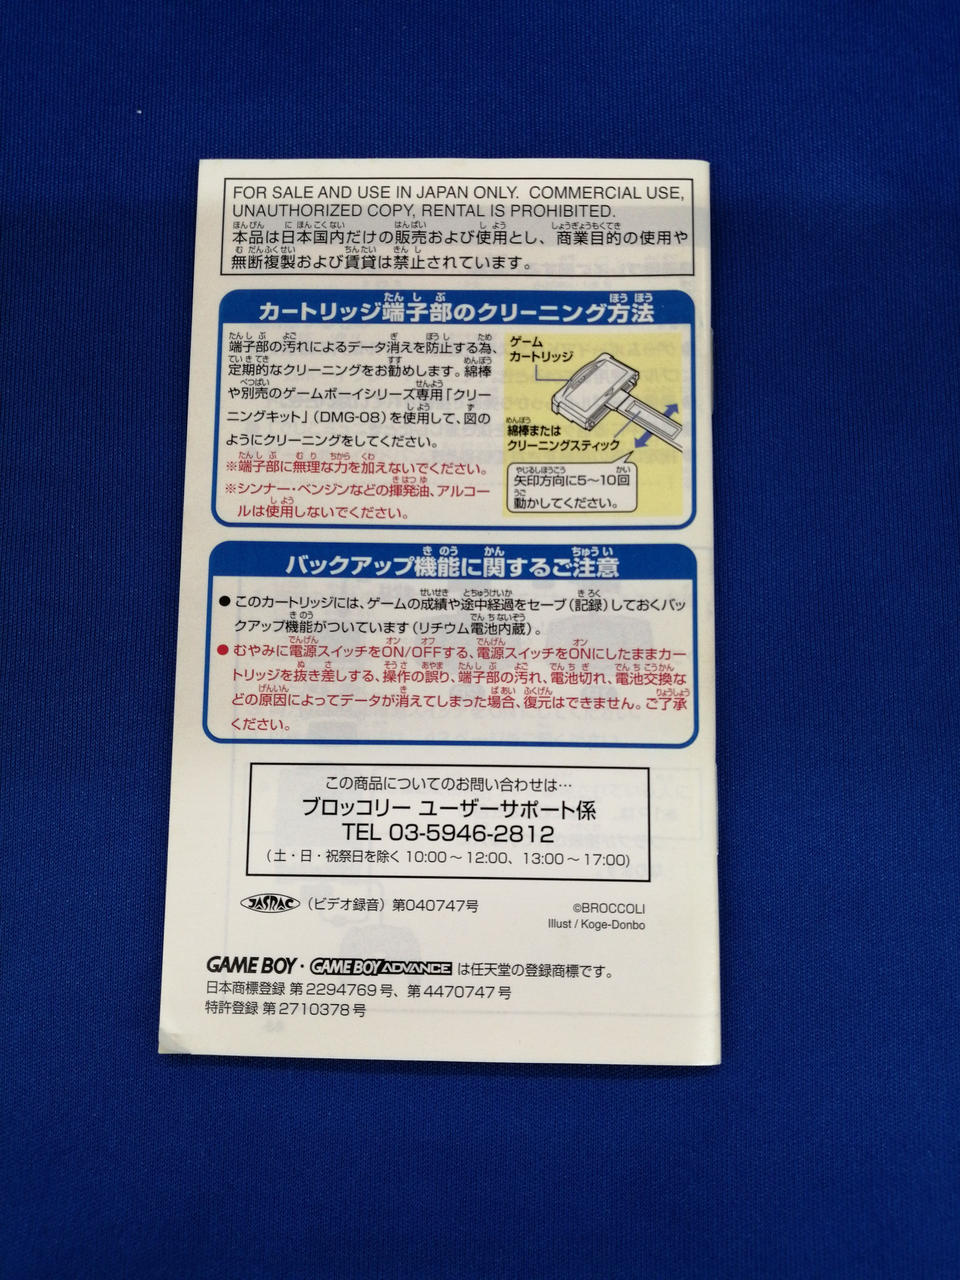 FOR SALE AND USE IN JAPAN ONLY. COMMERCIAL USE,
UNAUTHORIZED COPY, RENTAL IS PROHIBITED.
本品は日本国内だけの販売および使用とし、商業目的の使用や
無断複製および賃貸は禁止されています。
カートリッジ端子部のクリーニング方法
端子部の汚れによるデータ消えを防止する為、
定期的なクリーニングをお勧めします。綿棒
や別売のゲームボーイシリーズ専用「クリー
ニングキット」(DMG-08)を使用して、図の
ようにクリーニングをしてください。
※端子部に無理な力を加えないでください。
※シンナー・ベンジンなどの揮発油、アルコー
ルは使用しないでください。
ゲーム
カートリッジ
綿棒または
クリーニングスティック
矢印方向に5〜10回
動かしてください。
バックアップ機能に関するご注意
●このカートリッジには、ゲームの成績や途中経過をセーブ(記録)しておくバッ
クアップ機能がついています(リチウム電池内蔵)。
●むやみに電源スイッチをON/OFFする、電源スイッチをONにしたままカー
トリッジを抜き差しする、操作の誤り、端子部の汚れ、電池切れ、電池交換な
どの原因によってデータが消えてしまった場合、復元はできません。ご了承
ください。
この商品についてのお問い合わせは…
ブロッコリー ユーザーサポート係
TEL 03-5946-2812
(土・日・祝祭日を除く 10:00〜12:00、13:00〜17:00)
JASRAC (ビデオ録音) 第040747号
©BROCCOLI
Illust / Koge-Donbo
GAME BOY・GAME BOY ADVANCE は任天堂の登録商標です。
日本商標登録 第2294769号、第4470747号
特許登録 第2710378号